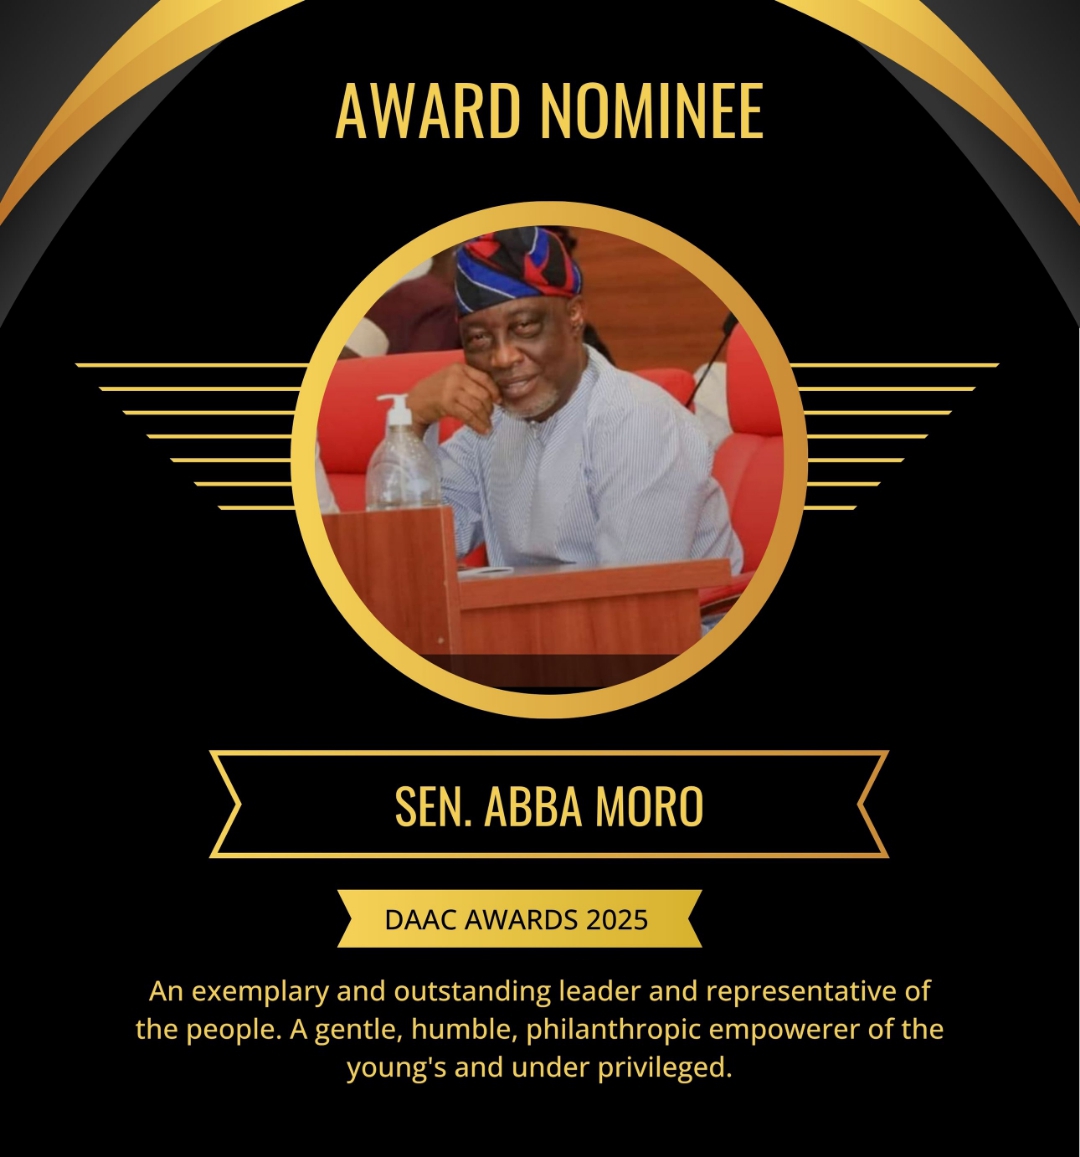 AWARD NOMINEE
SEN. ABBA MORO
DAAC AWARDS 2025
An exemplary and outstanding leader and representative of
the people. A gentle, humble, philanthropic empowerer of the
young's and under privileged.